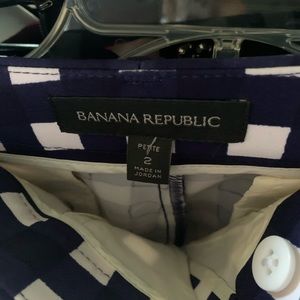 BANANA REPUBLIC
PETITE
2
MADE IN
JORDAN